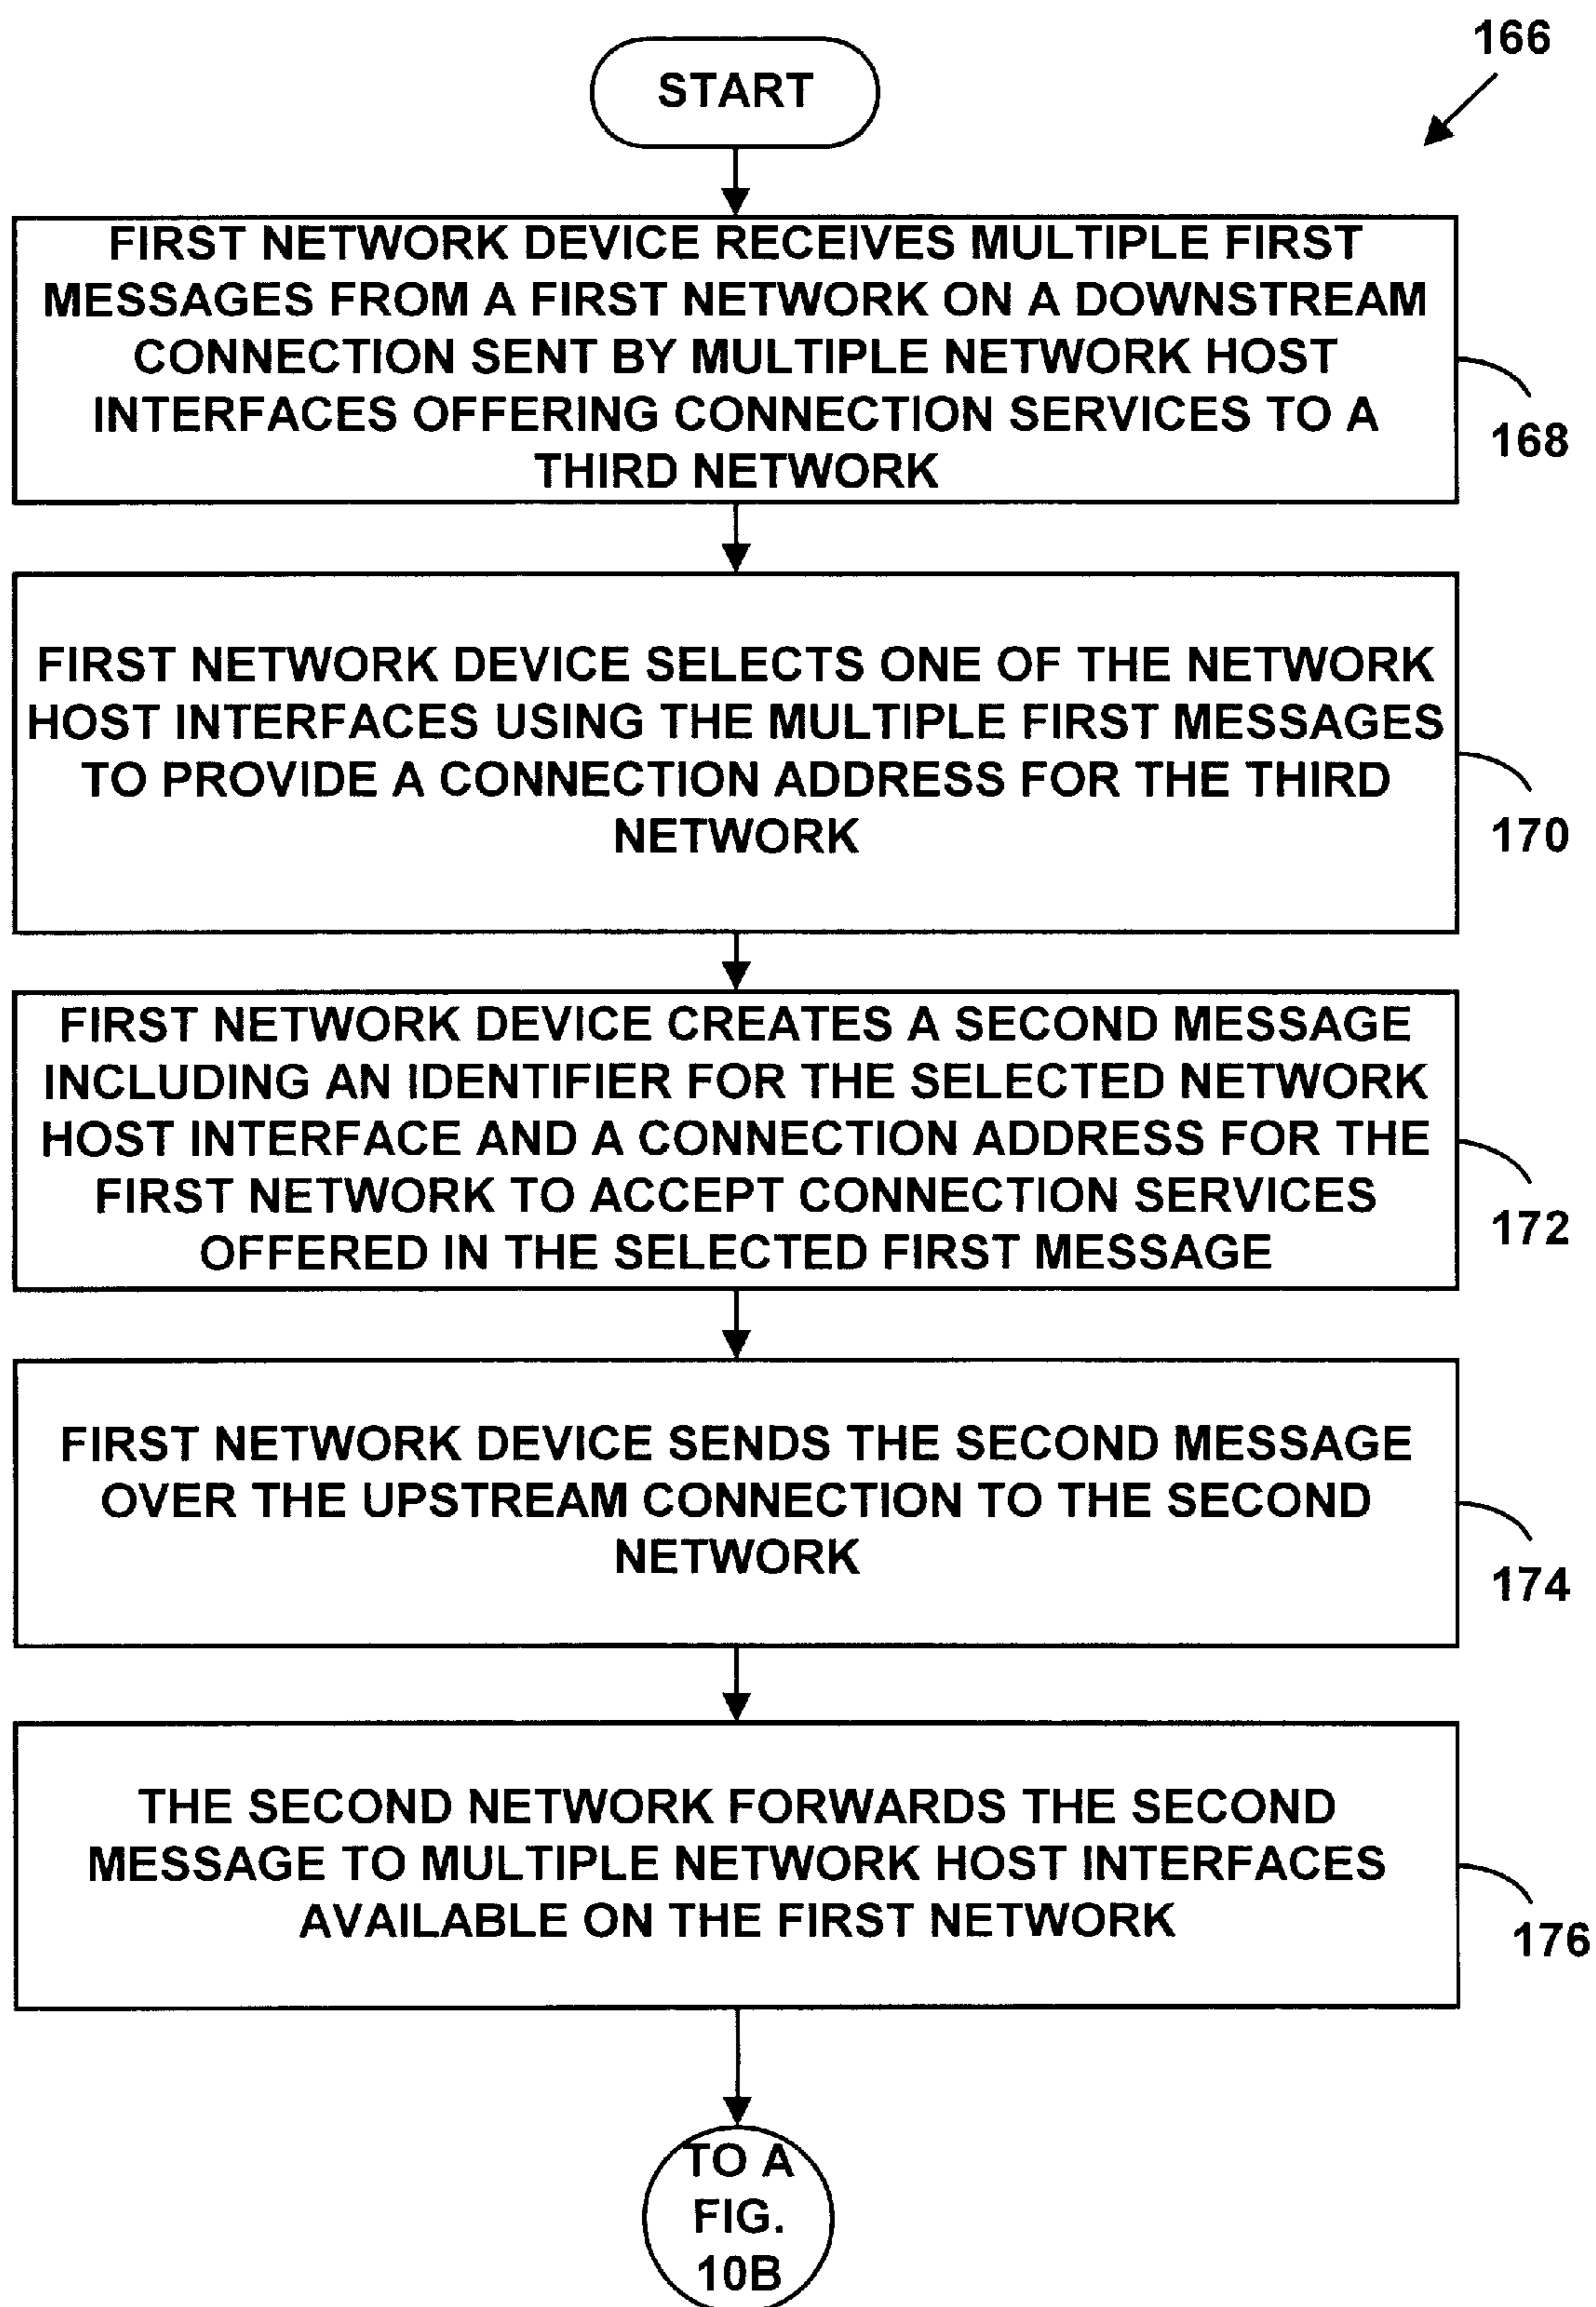 166
START
FIRST NETWORK DEVICE RECEIVES MULTIPLE FIRST
MESSAGES FROM A FIRST NETWORK ON A DOWNSTREAM
CONNECTION SENT BY MULTIPLE NETWORK HOST
INTERFACES OFFERING CONNECTION SERVICES TO A
THIRD NETWORK
168
FIRST NETWORK DEVICE SELECTS ONE OF THE NETWORK
HOST INTERFACES USING THE MULTIPLE FIRST MESSAGES
TO PROVIDE A CONNECTION ADDRESS FOR THE THIRD
NETWORK
170
FIRST NETWORK DEVICE CREATES A SECOND MESSAGE
INCLUDING AN IDENTIFIER FOR THE SELECTED NETWORK
HOST INTERFACE AND A CONNECTION ADDRESS FOR THE
FIRST NETWORK TO ACCEPT CONNECTION SERVICES
OFFERED IN THE SELECTED FIRST MESSAGE
172
FIRST NETWORK DEVICE SENDS THE SECOND MESSAGE
OVER THE UPSTREAM CONNECTION TO THE SECOND
NETWORK
174
THE SECOND NETWORK FORWARDS THE SECOND
MESSAGE TO MULTIPLE NETWORK HOST INTERFACES
AVAILABLE ON THE FIRST NETWORK
176
TO A
FIG.
10B